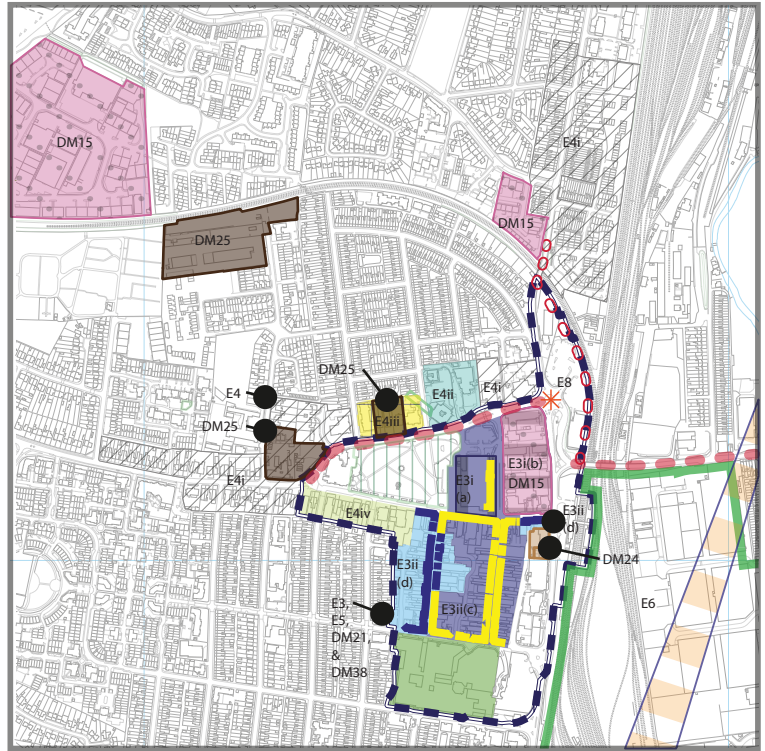 DM15
E4i
DM15
DM25
DM25
E4
E4ii
E4i
E8
E4iii
DM25
E4i
E3i
(a)
E3i(b)
DM15
E4iv
E3ii
(d)
E3ii
(d)
DM24
E3ii(c)
E3,
E5,
DM21,
&
DM38
E6